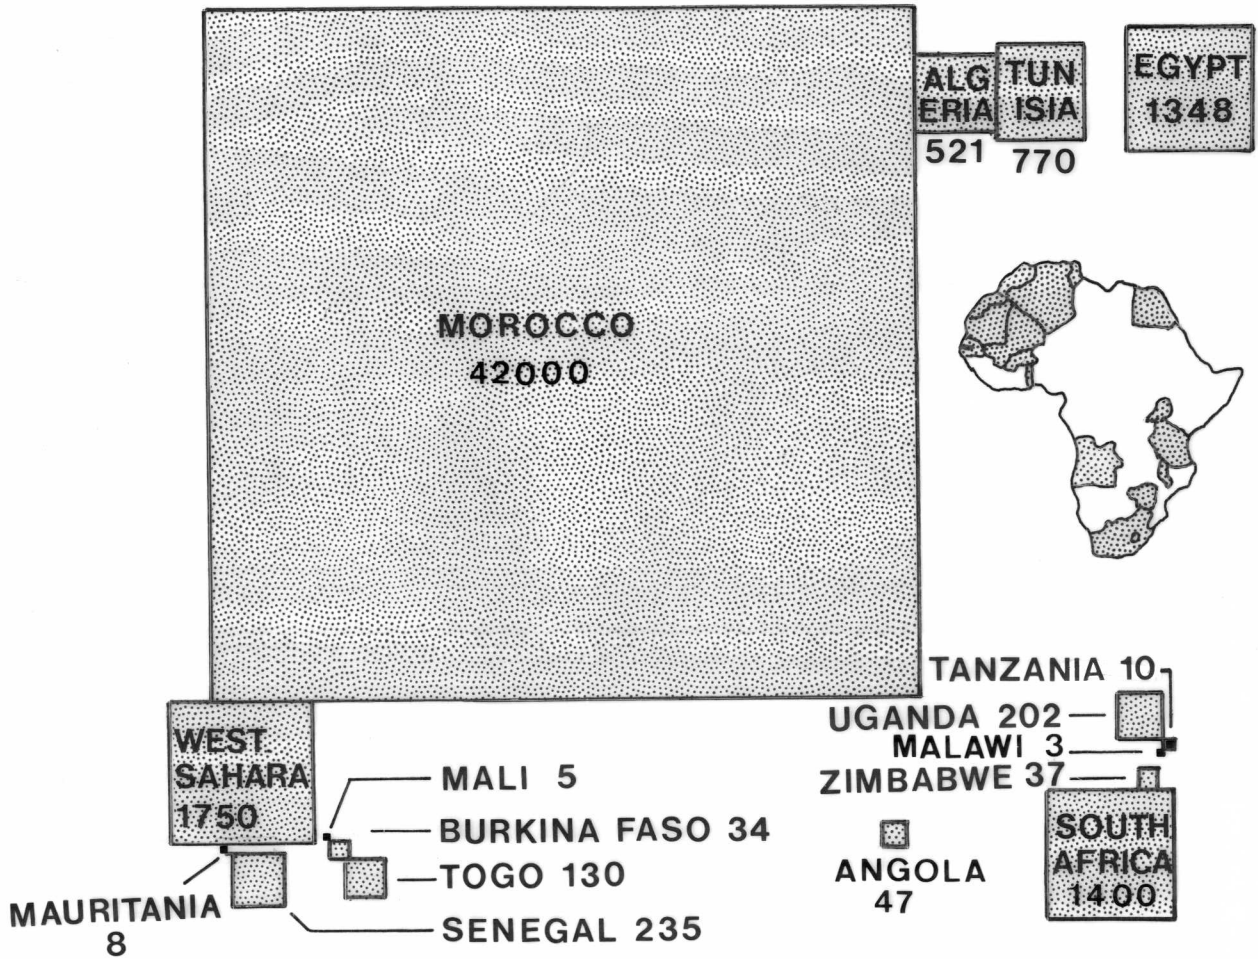 ALG
ERIA
521
TUN
ISIA
770
EGYPT
1348
MOROCCO
42000
WEST
SAHARA
1750
MAURITANIA
8
MALI 5
BURKINA FASO 34
TOGO 130
SENEGAL 235
TANZANIA 10
UGANDA 202
MALAWI 3
ZIMBABWE 37
ANGOLA
47
SOUTH
AFRICA
1400